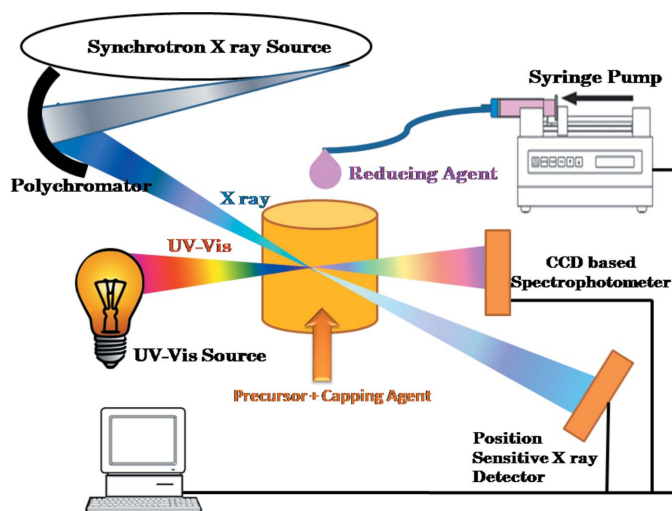 Synchrotron X ray Source
Syringe Pump
Polychromator
Reducing Agent
X ray
UV-Vis
CCD based
Spectrophotometer
UV-Vis Source
Precursor+ Capping Agent
Position
Sensitive X ray
Detector